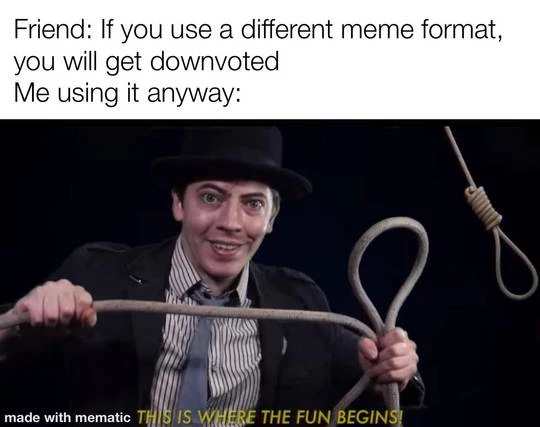 Friend: If you use a different meme format,
you will get downvoted
Me using it anyway:
made with mematic
THIS IS WHERE THE FUN BEGINS!